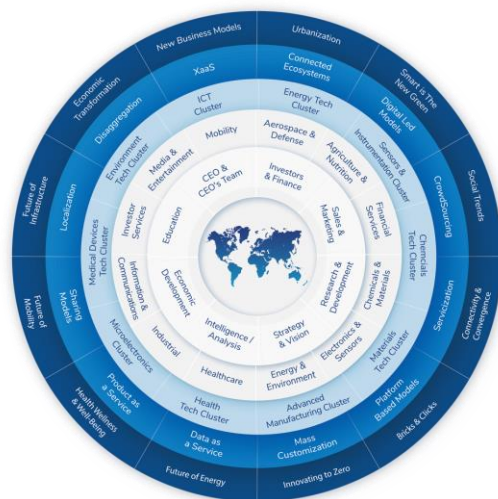 New Business Models
Urbanization
Smart is The
New Green
Social Trends
Connectivity &
Convergence
Bricks & Clicks
Innovating to Zero
Future of Energy
Health Wellness
& Well-Being
Future of
Mobility
Future of
Infrastructure
Economic
Transformation
XaaS
Connected
Ecosystems
Digital Led
Models
CrowdSourcing
Servicization
Platform
Based Models
Mass
Customization
Data as
a Service
Product as
a Service
Sharing
Models
Localization
Disaggregation
ICT
Cluster
Energy Tech
Cluster
Sensors &
Instrumentation Cluster
Chemcials
Tech Cluster
Materials
Tech Cluster
Advanced
Manufacturing Cluster
Health
Tech Cluster
Microelectronics
Cluster
Medical Devices
Tech Cluster
Environment
Tech Cluster
Mobility
Aerospace &
Defense
Agriculture &
Nutrition
Financial
Services
Chemicals &
Materials
Electronics &
Sensors
Energy &
Environment
Healthcare
Industrial
Information &
Communications
Investor
Services
Media &
Entertainment
CEO &
CEO's Team
Investors
& Finance
Sales &
Marketing
Research &
Development
Strategy
& Vision
Intelligence /
Analysis
Economic
Development
Education